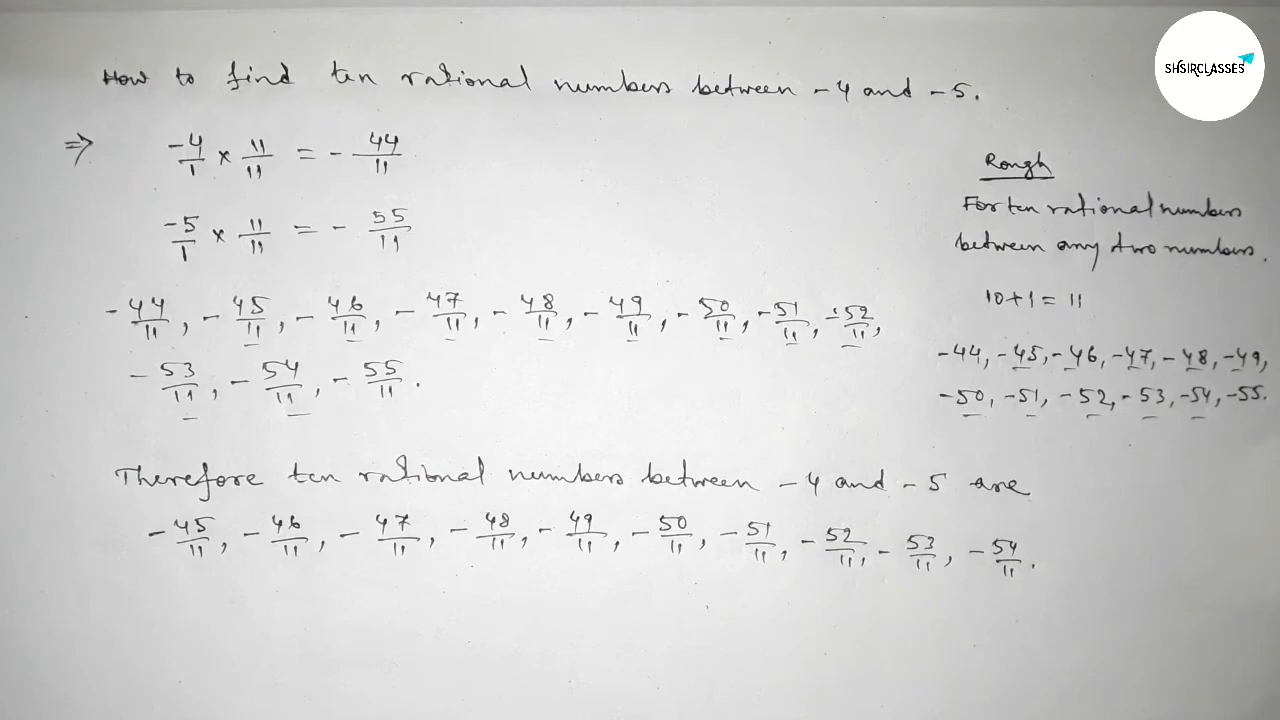 How to find ten rational numbers between -4 and -5.
⇒ -4/1 × 11/11 = - 44/11
-5/1 × 11/11 = - 55/11
-44/11, -45/11, -46/11, -47/11, -48/11, -49/11, -50/11, -51/11, -52/11,
-53/11, -54/11, -55/11.
Therefore ten rational numbers between -4 and -5 are
-45/11, -46/11, -47/11, -48/11, -49/11, -50/11, -51/11, -52/11, -53/11, -54/11.
Rough
For ten rational numbers
between any two numbers.
10+1 = 11
-44, -45, -46, -47, -48, -49,
-50, -51, -52, -53, -54, -55.
SHSIRCLASSES